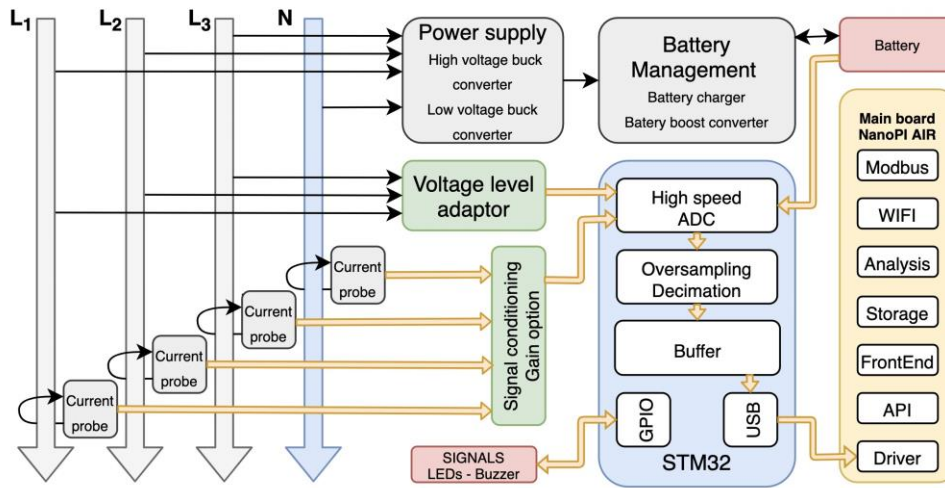 L1
L2
L3
N
Power supply
High voltage buck
converter
Low voltage buck
converter
Battery
Management
Battery charger
Batery boost converter
Battery
Main board
NanoPI AIR
Modbus
WIFI
Analysis
Storage
FrontEnd
API
Driver
Voltage level
adaptor
High speed
ADC
Oversampling
Decimation
Buffer
GPIO
USB
STM32
Signal conditioning
Gain option
Current
probe
Current
probe
Current
probe
Current
probe
SIGNALS
LEDs - Buzzer